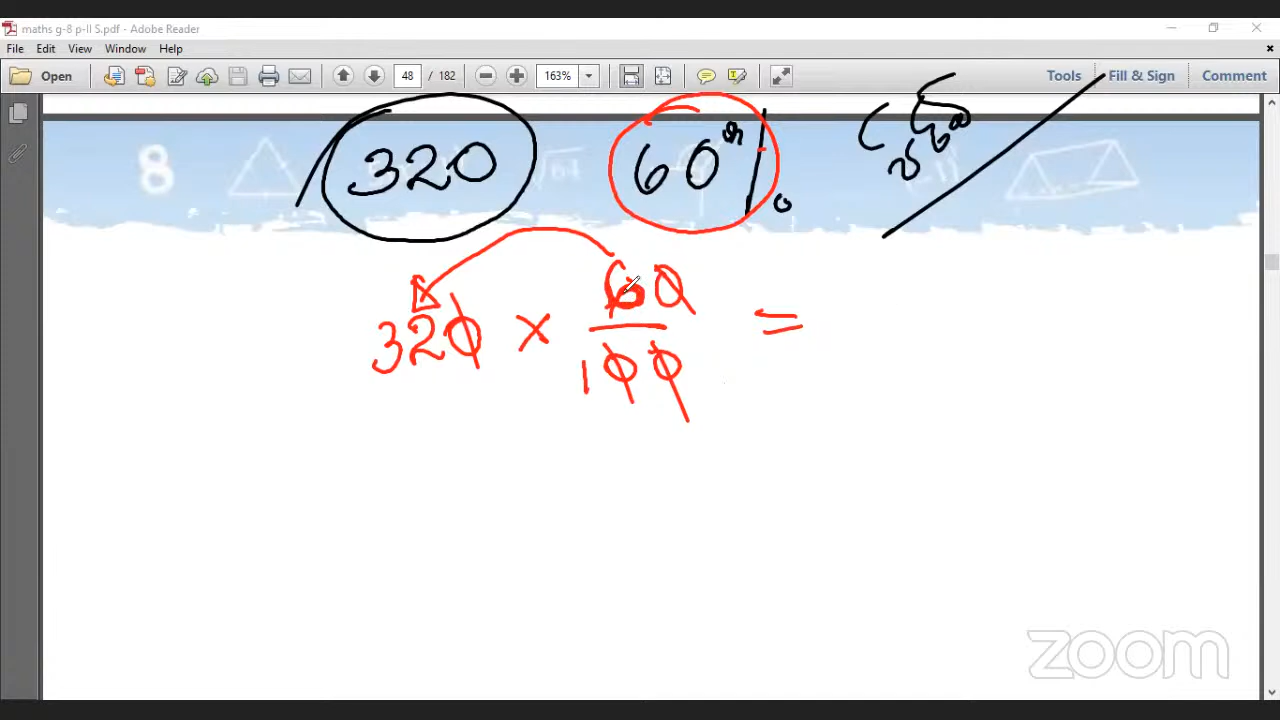 maths g-8 p-II S.pdf - Adobe Reader
File Edit View Window Help
Open 48 / 182 163% Tools Fill & Sign Comment
8
320 60 %
320 × 60/100 =
zoom